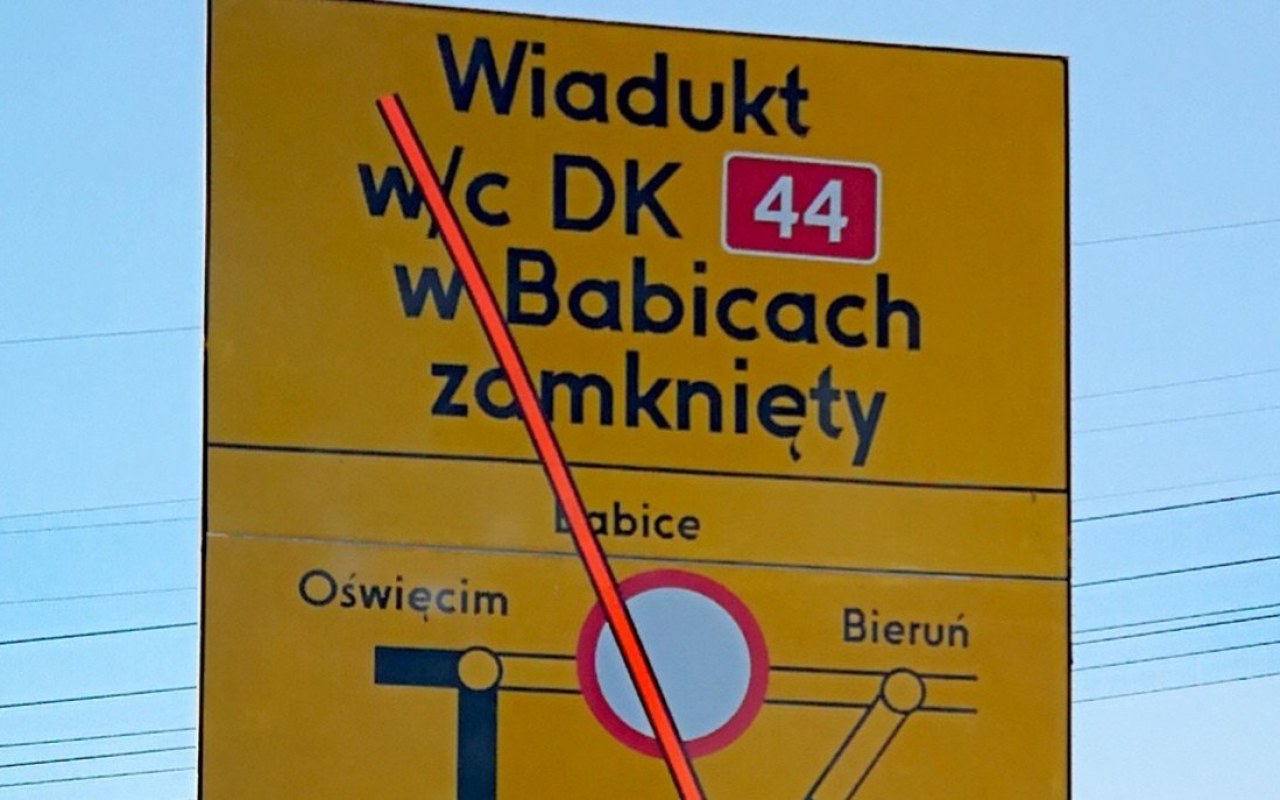 Wiadukt
w/c DK 44
w Babicach
zamknięty
Babice
Oświęcim
Bieruń